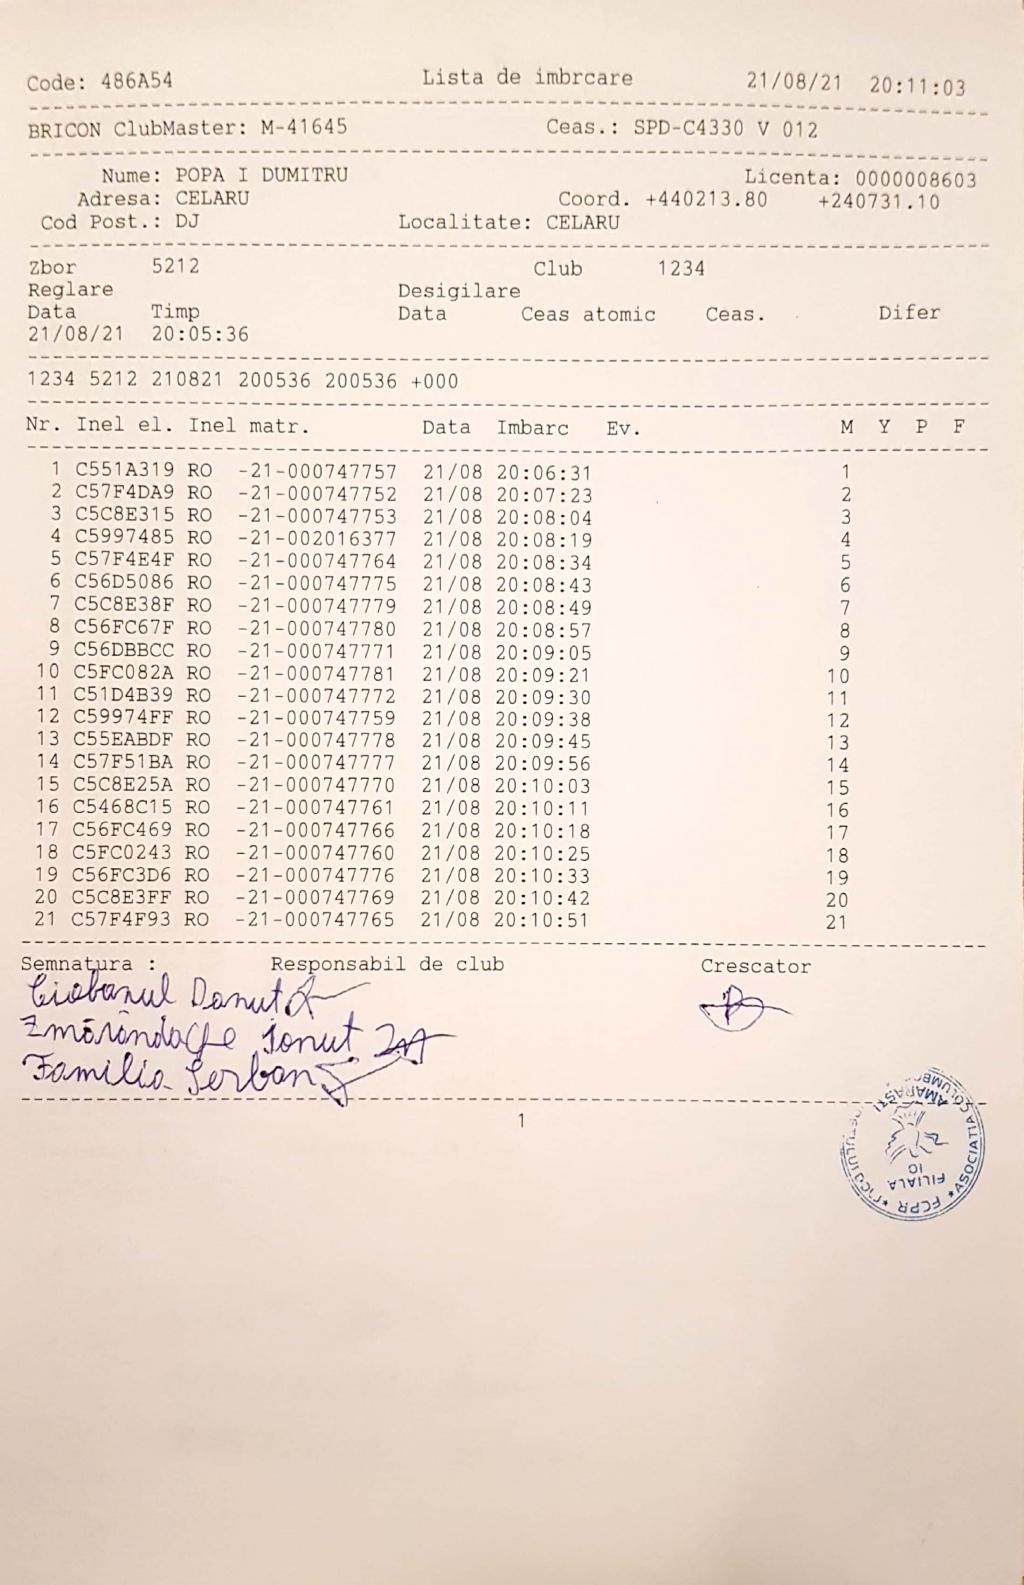 Code: 486A54 Lista de imbrcare 21/08/21 20:11:03
BRICON ClubMaster: M-41645 Ceas.: SPD-C4330 V 012
Nume: POPA I DUMITRU Licenta: 0000008603
Adresa: CELARU Coord. +440213.80 +240731.10
Cod Post.: DJ Localitate: CELARU
Zbor 5212 Club 1234
Reglare Desigilare
Data Timp Data Ceas atomic Ceas. Difer
21/08/21 20:05:36
1234 5212 210821 200536 200536 +000
Nr. Inel el. Inel matr. Data Imbarc Ev. M Y P F
1 C551A319 RO -21-000747757 21/08 20:06:31 1
2 C57F4DA9 RO -21-000747752 21/08 20:07:23 2
3 C5C8E315 RO -21-000747753 21/08 20:08:04 3
4 C5997485 RO -21-002016377 21/08 20:08:19 4
5 C57F4E4F RO -21-000747764 21/08 20:08:34 5
6 C56D5086 RO -21-000747775 21/08 20:08:43 6
7 C5C8E38F RO -21-000747779 21/08 20:08:49 7
8 C56FC67F RO -21-000747780 21/08 20:08:57 8
9 C56DBBCC RO -21-000747771 21/08 20:09:05 9
10 C5FC082A RO -21-000747781 21/08 20:09:21 10
11 C51D4B39 RO -21-000747772 21/08 20:09:30 11
12 C59974FF RO -21-000747759 21/08 20:09:38 12
13 C55EABDF RO -21-000747778 21/08 20:09:45 13
14 C57F51BA RO -21-000747777 21/08 20:09:56 14
15 C5C8E25A RO -21-000747770 21/08 20:10:03 15
16 C5468C15 RO -21-000747761 21/08 20:10:11 16
17 C56FC469 RO -21-000747766 21/08 20:10:18 17
18 C5FC0243 RO -21-000747760 21/08 20:10:25 18
19 C56FC3D6 RO -21-000747776 21/08 20:10:33 19
20 C5C8E3FF RO -21-000747769 21/08 20:10:42 20
21 C57F4F93 RO -21-000747765 21/08 20:10:51 21
Semnatura : Responsabil de club Crescator
Ciobanul Danut
Zmărăndache Ionut
Familia Serban
1
ASOCIATIA
AMARASTI
FILIALA
FCPR